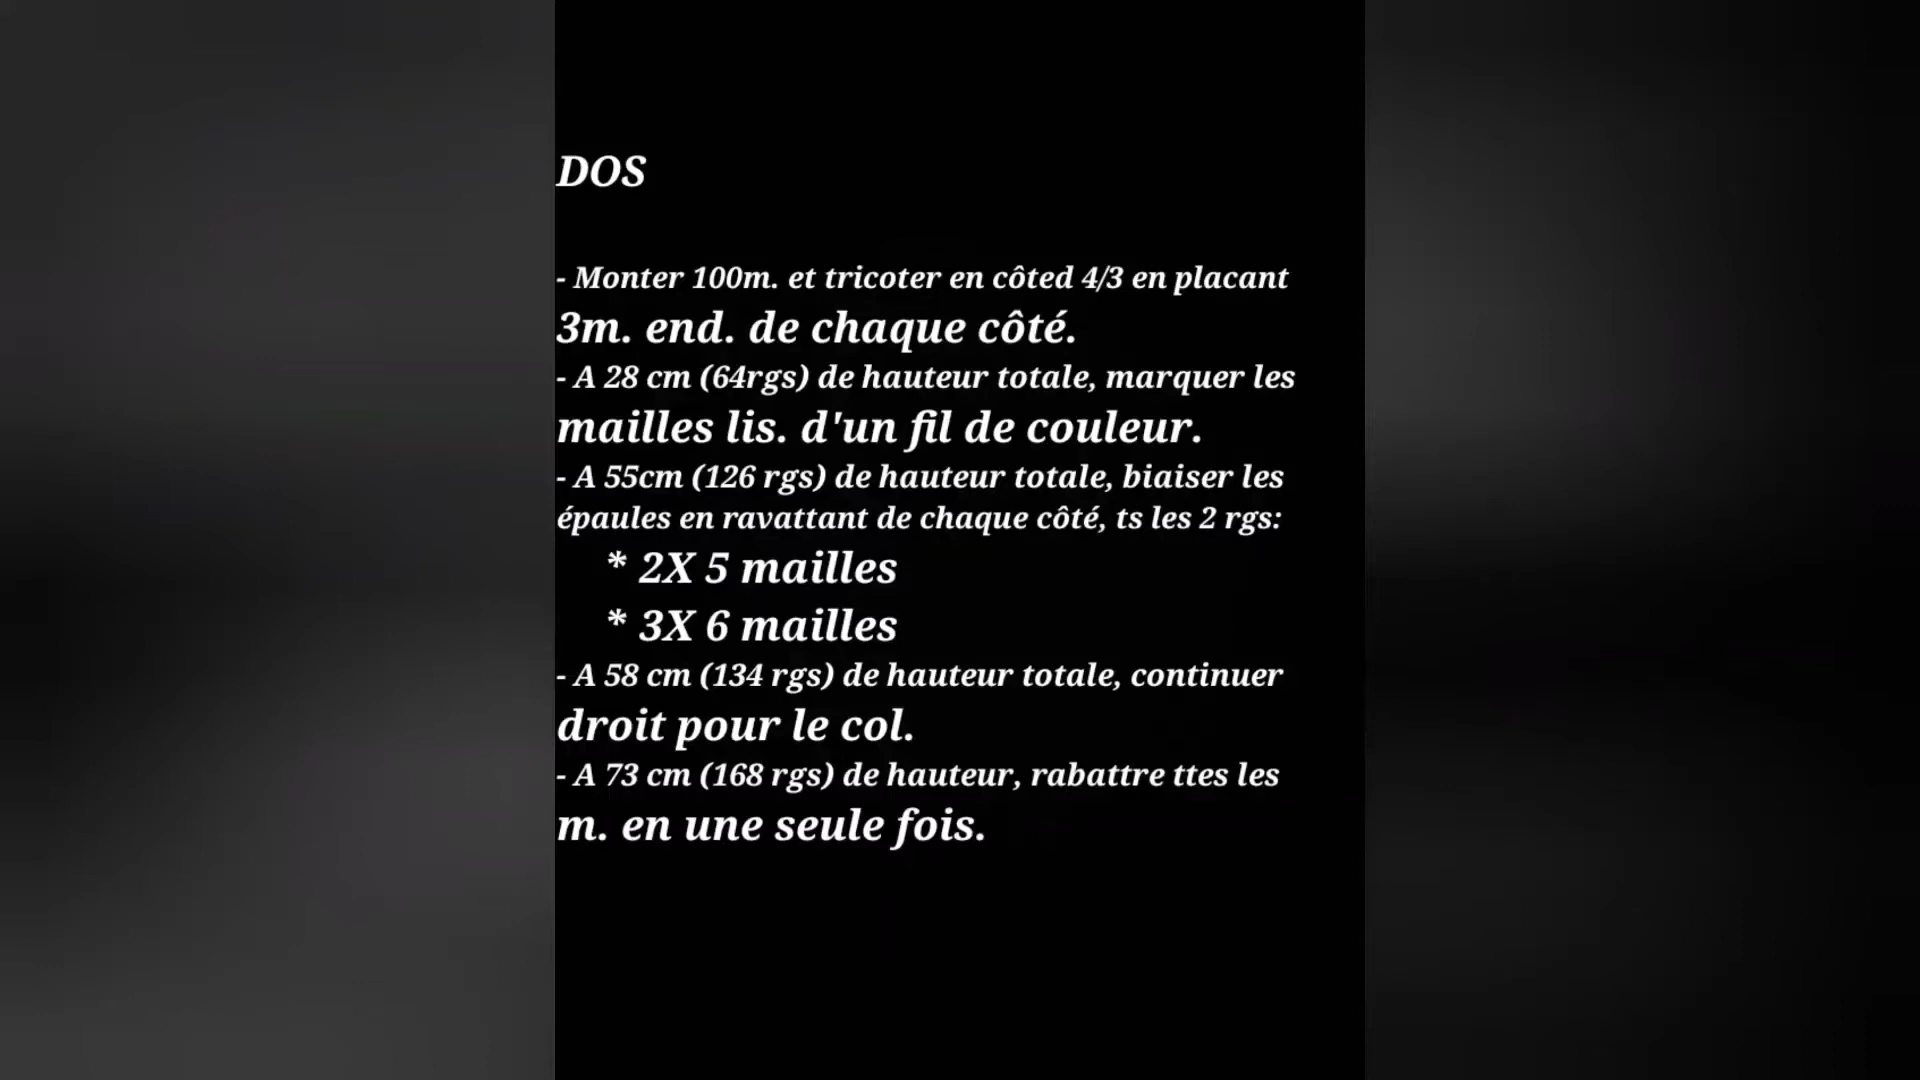 DOS
- Monter 100m. et tricoter en côted 4/3 en placant
3m. end. de chaque côté.
- A 28 cm (64rgs) de hauteur totale, marquer les
mailles lis. d'un fil de couleur.
- A 55cm (126 rgs) de hauteur totale, biaiser les
épaules en ravattant de chaque côté, ts les 2 rgs:
* 2X 5 mailles
* 3X 6 mailles
- A 58 cm (134 rgs) de hauteur totale, continuer
droit pour le col.
- A 73 cm (168 rgs) de hauteur, rabattre ttes les
m. en une seule fois.